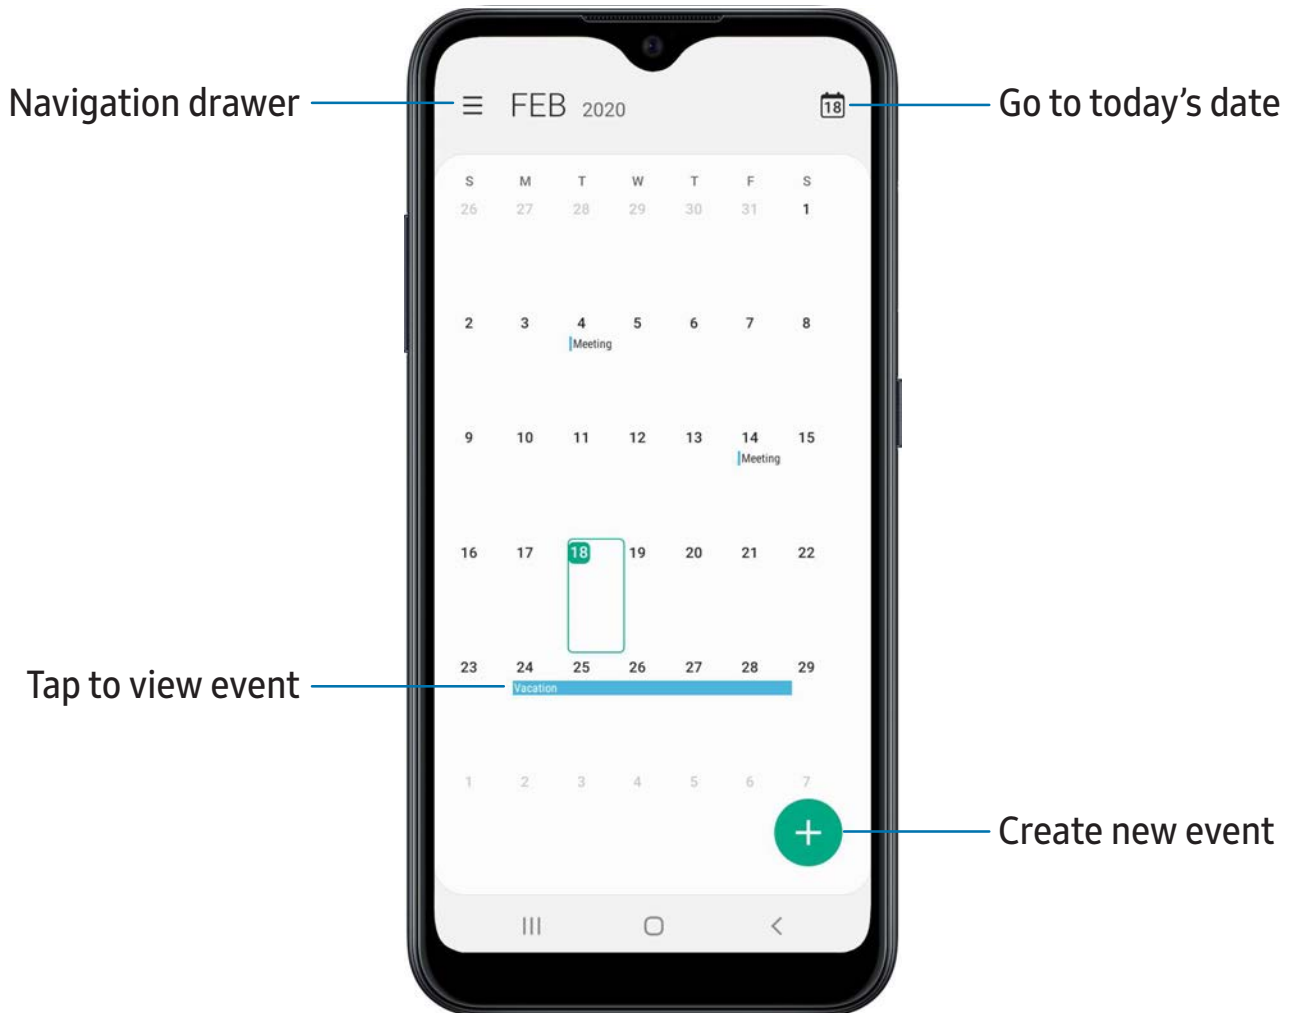 Navigation drawer
FEB 2020
18
Go to today's date
S M T W T F S
26 27 28 29 30 31 1
2 3 4 5 6 7 8
Meeting
9 10 11 12 13 14 15
Meeting
16 17 18 19 20 21 22
23 24 25 26 27 28 29
Tap to view event
Vacation
1 2 3 4 5 6 7
Create new event